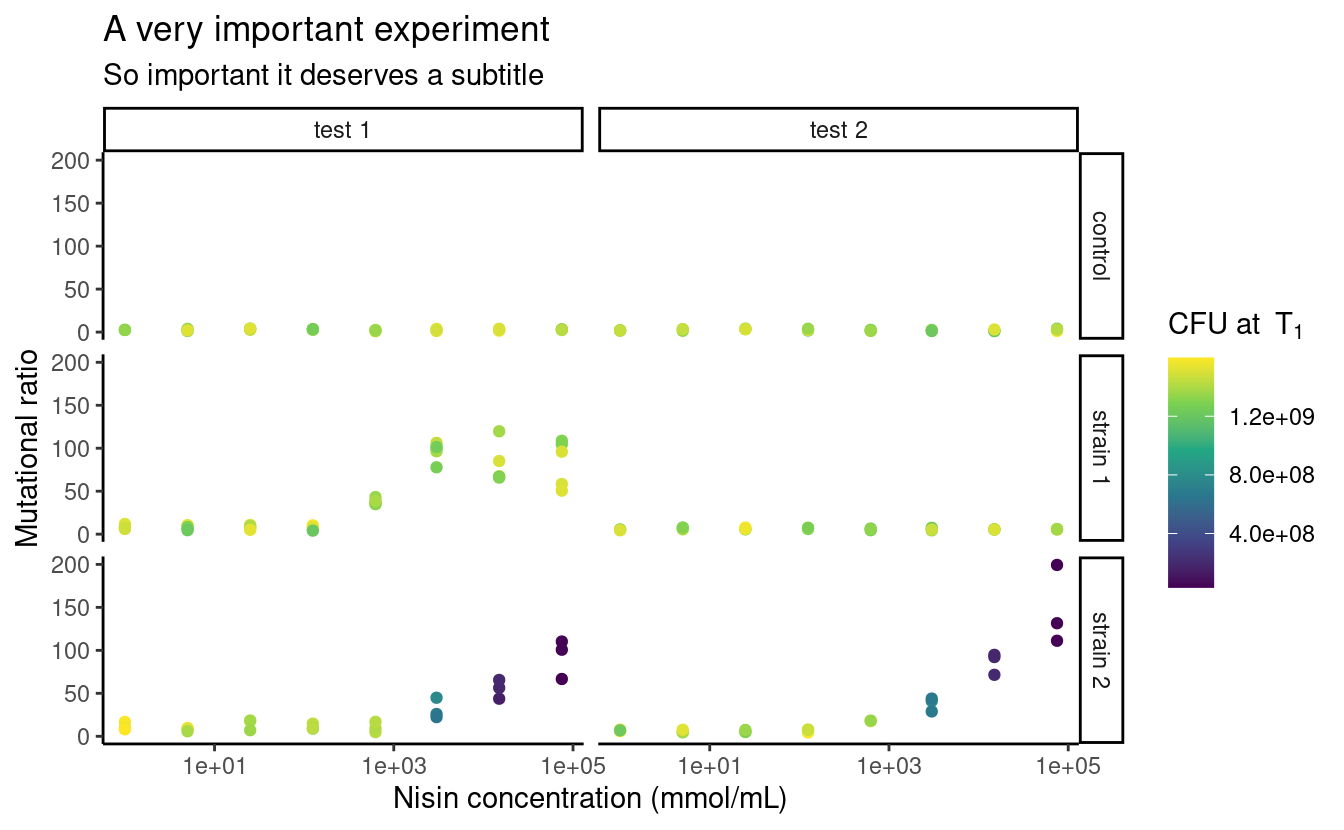 A very important experiment
So important it deserves a subtitle
test 1
test 2
200
150
100
50
0
control
200
150
100
50
0
strain 1
200
150
100
50
0
strain 2
Mutational ratio
1e+01
1e+03
1e+05
1e+01
1e+03
1e+05
Nisin concentration (mmol/mL)
CFU at T₁
1.2e+09
8.0e+08
4.0e+08